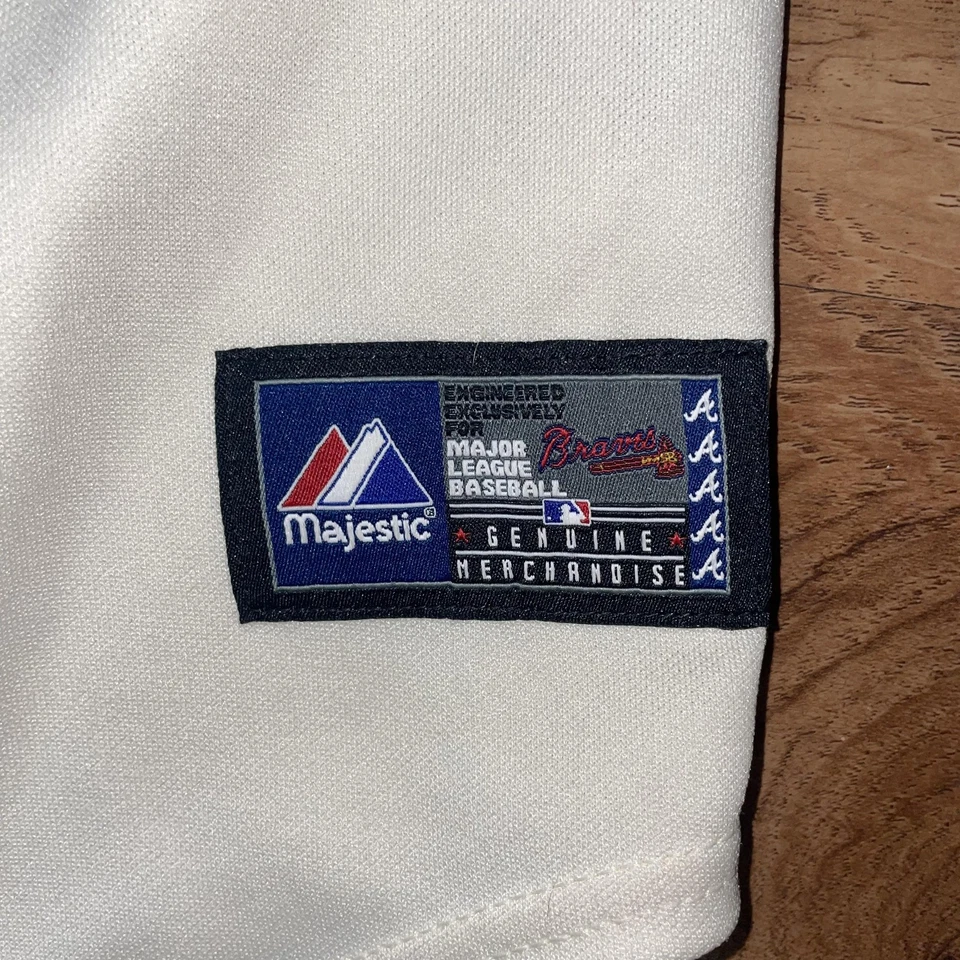 Majestic®
ENGINEERED
EXCLUSIVELY
FOR
MAJOR
LEAGUE
BASEBALL
Braves
GENUINE
MERCHANDISE
A
A
A
A
A